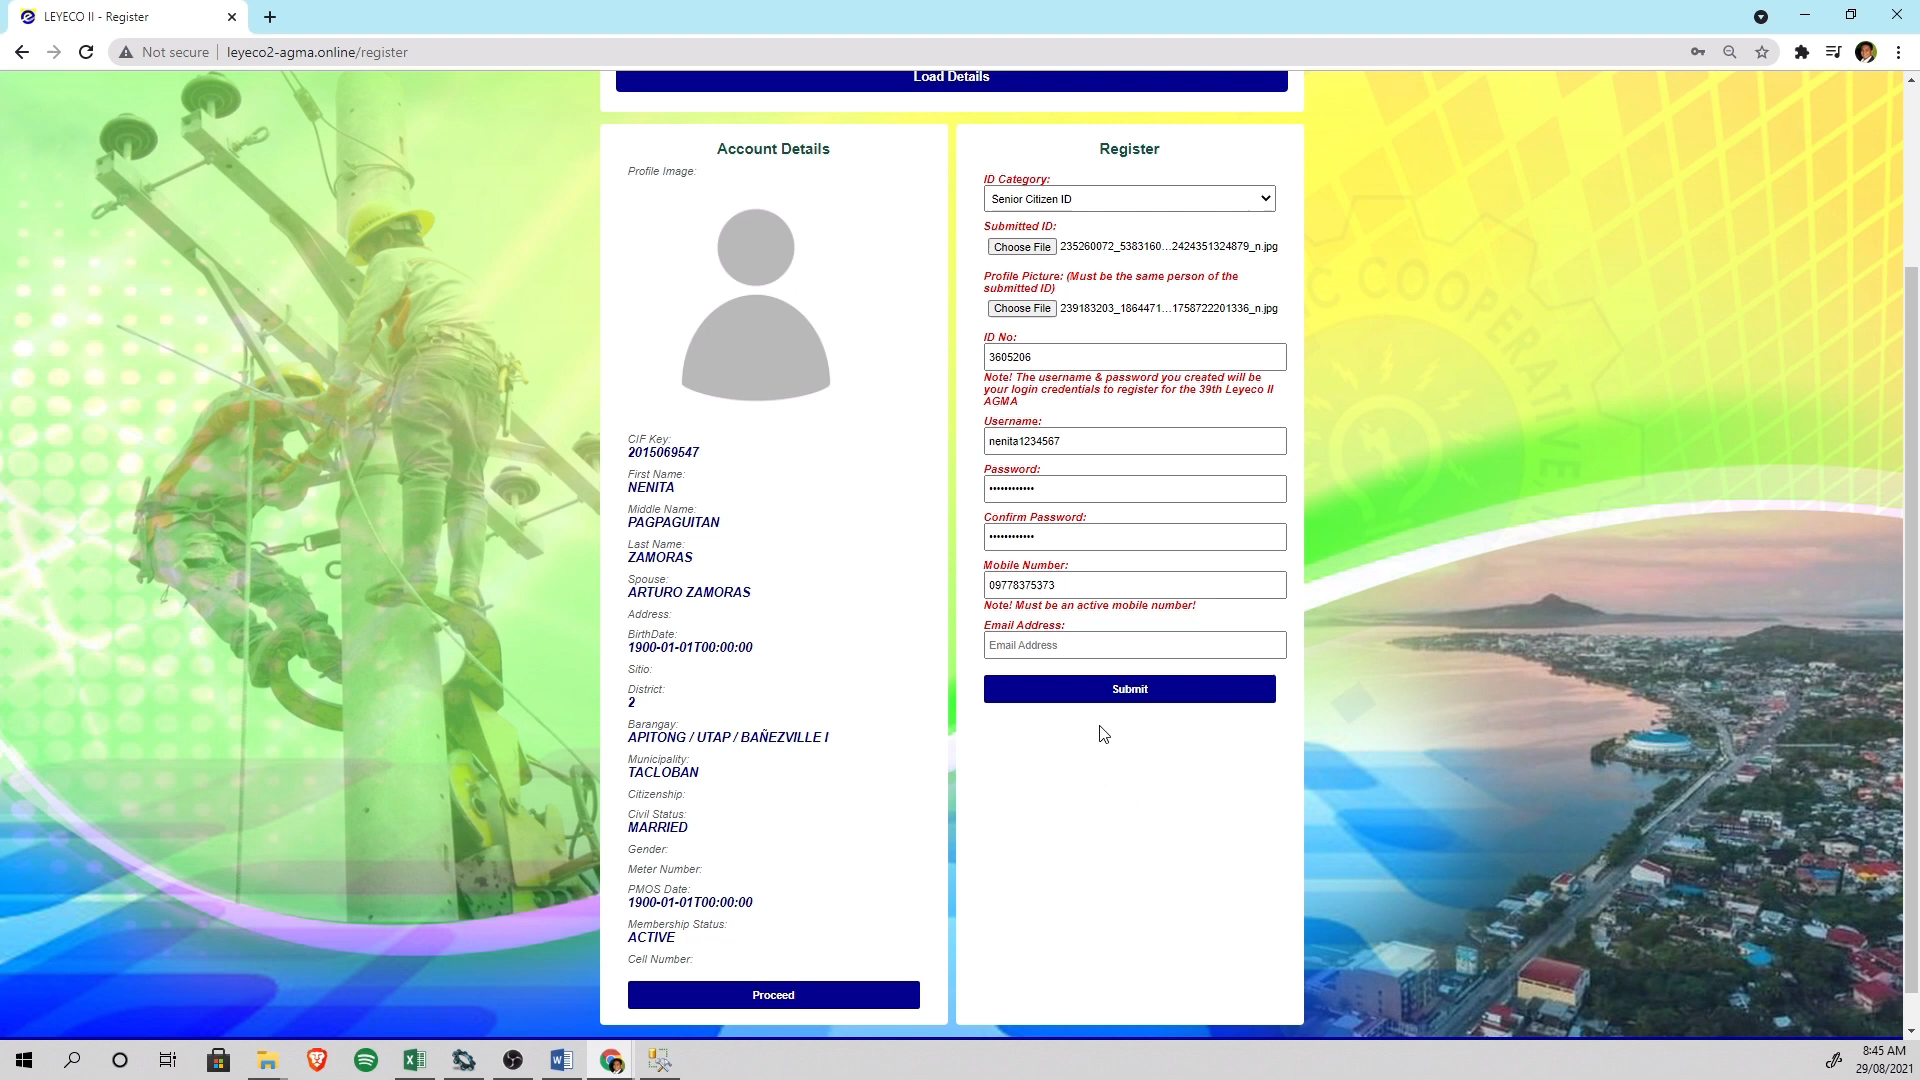 LEYECO II - Register
Not secure
leyeco2-agma.online/register
Load Details
Account Details
Profile Image:
CIF Key:
2015069547
First Name:
NENITA
Middle Name:
PAGPAGUITAN
Last Name:
ZAMORAS
Spouse:
ARTURO ZAMORAS
Address:
BirthDate:
1900-01-01T00:00:00
Sitio:
District:
2
Barangay:
APITONG / UTAP / BAÑEZVILLE I
Municipality:
TACLOBAN
Citizenship:
Civil Status:
MARRIED
Gender:
Meter Number:
PMOS Date:
1900-01-01T00:00:00
Membership Status:
ACTIVE
Cell Number:
Proceed
Register
ID Category:
Senior Citizen ID
Submitted ID:
Choose File 235260072_5383160...2424351324879_n.jpg
Profile Picture: (Must be the same person of the
submitted ID)
Choose File 239183203_1864471...1758722201336_n.jpg
ID No:
3605206
Note! The username & password you created will be
your login credentials to register for the 39th Leyeco II
AGMA
Username:
nenita1234567
Password:
••••••••••••
Confirm Password:
••••••••••••
Mobile Number:
09778375373
Note! Must be an active mobile number!
Email Address:
Email Address
Submit
COOPERATIVE
8:45 AM
29/08/2021